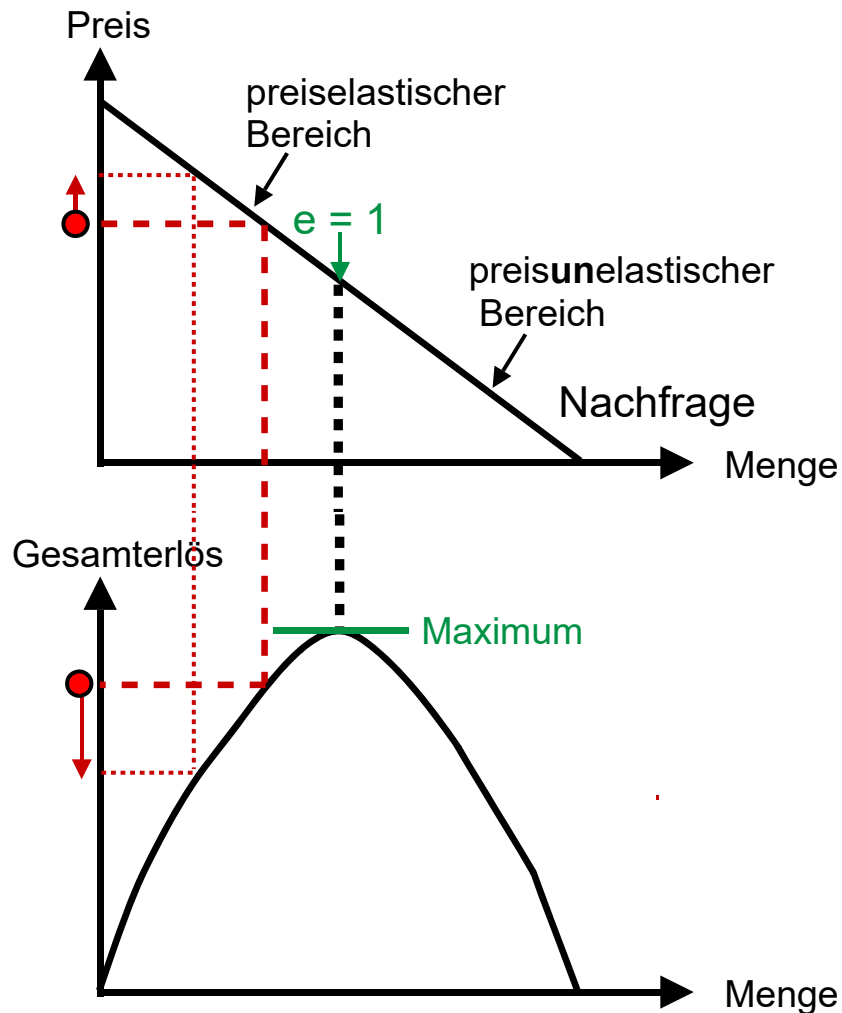 Preis
preiselastischer
Bereich
e = 1
preisunelastischer
Bereich
Nachfrage
Menge
Gesamterlös
Maximum
Menge